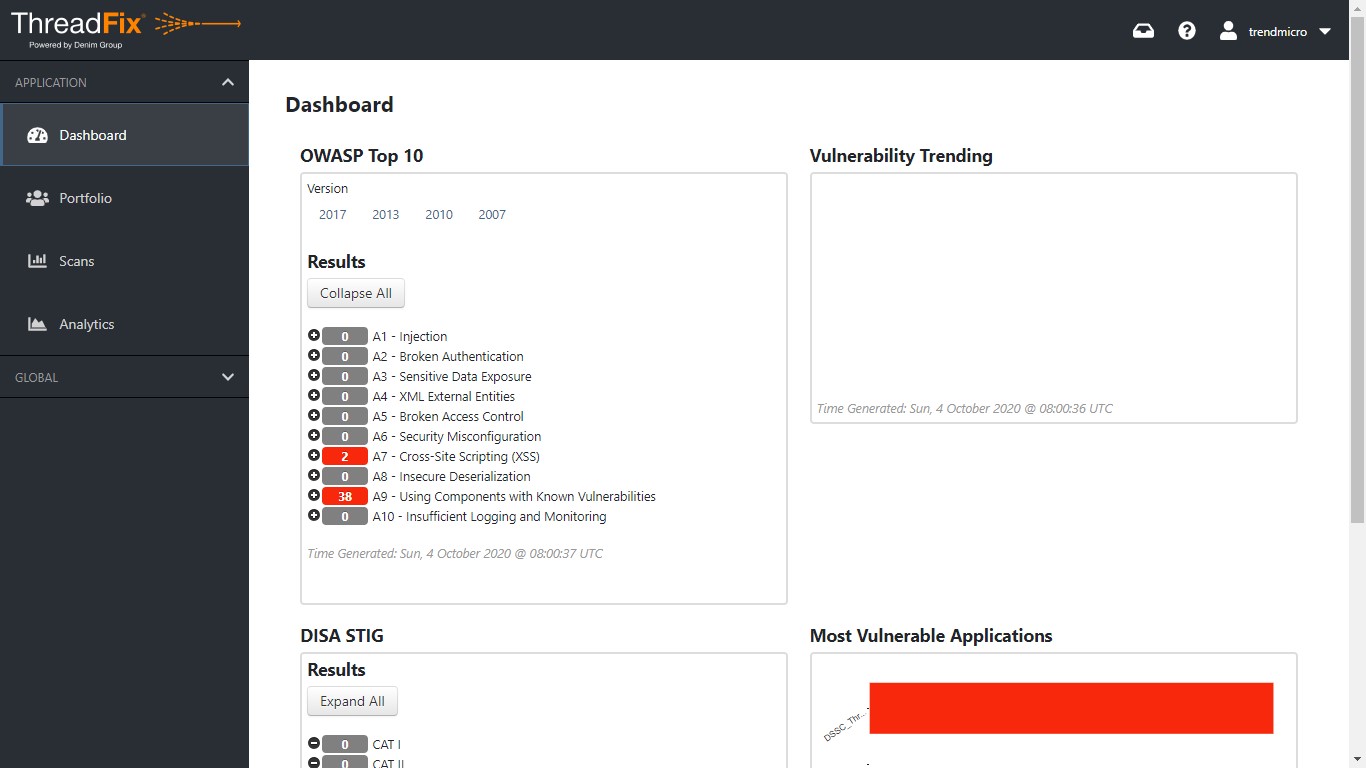 ThreadFix
Powered by Denim Group
trendmicro
APPLICATION
Dashboard
Portfolio
Scans
Analytics
GLOBAL
Dashboard
OWASP Top 10
Version
2017 2013 2010 2007
Results
Collapse All
0 A1 - Injection
0 A2 - Broken Authentication
0 A3 - Sensitive Data Exposure
0 A4 - XML External Entities
0 A5 - Broken Access Control
0 A6 - Security Misconfiguration
2 A7 - Cross-Site Scripting (XSS)
0 A8 - Insecure Deserialization
38 A9 - Using Components with Known Vulnerabilities
0 A10 - Insufficient Logging and Monitoring
Time Generated: Sun, 4 October 2020 @ 08:00:37 UTC
Vulnerability Trending
Time Generated: Sun, 4 October 2020 @ 08:00:36 UTC
DISA STIG
Results
Expand All
0 CAT I
0 CAT II
Most Vulnerable Applications
DSSC_Thr...